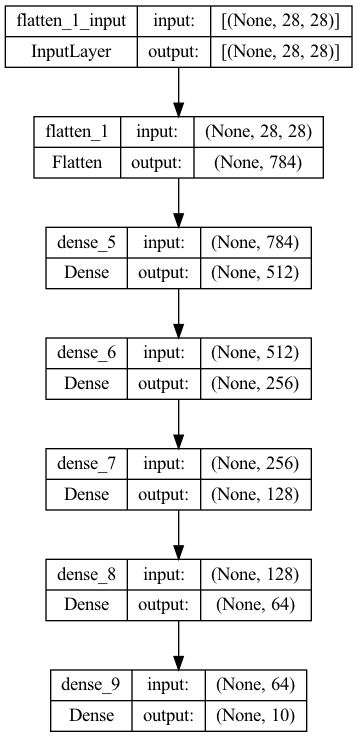 flatten_1_input input: [(None, 28, 28)]
InputLayer output: [(None, 28, 28)]
flatten_1 input: (None, 28, 28)
Flatten output: (None, 784)
dense_5 input: (None, 784)
Dense output: (None, 512)
dense_6 input: (None, 512)
Dense output: (None, 256)
dense_7 input: (None, 256)
Dense output: (None, 128)
dense_8 input: (None, 128)
Dense output: (None, 64)
dense_9 input: (None, 64)
Dense output: (None, 10)